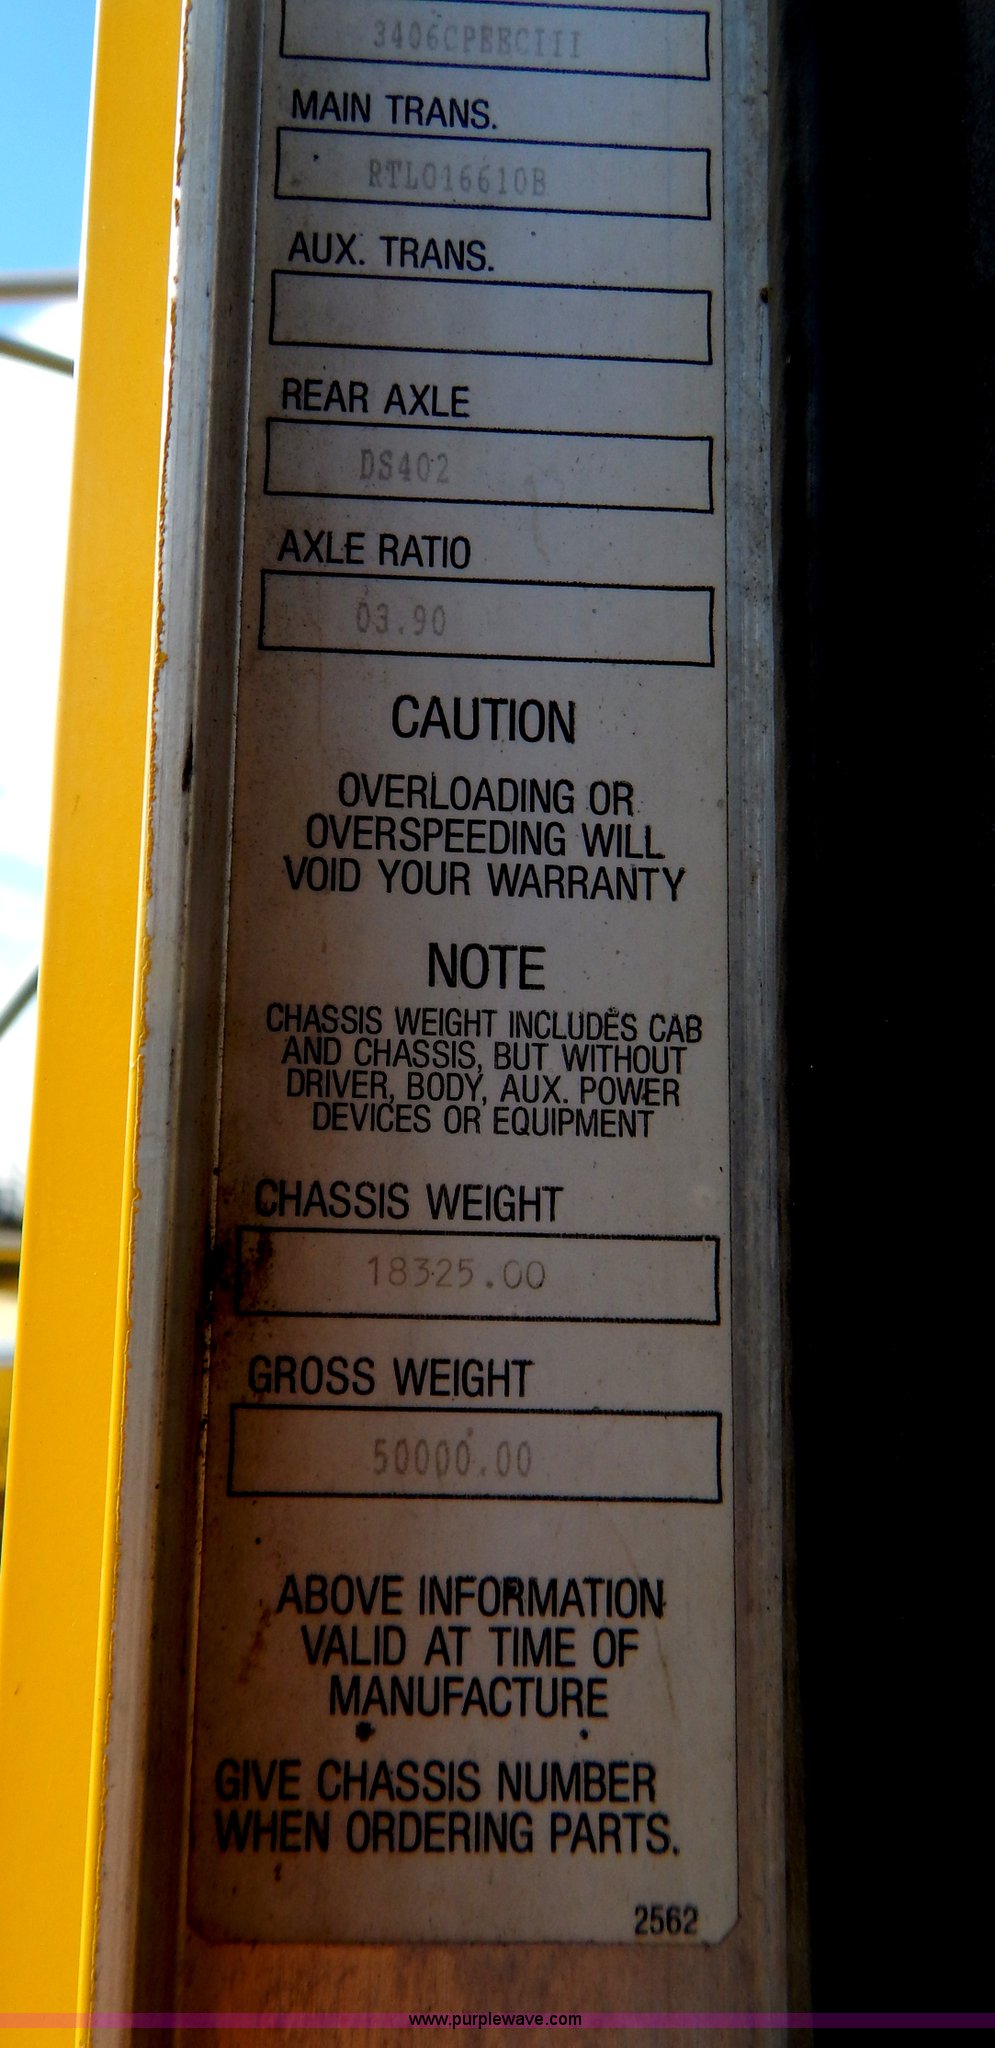 3406CPEECIII
MAIN TRANS.
RTLO16610B
AUX. TRANS.
REAR AXLE
DS402
AXLE RATIO
03.90
CAUTION
OVERLOADING OR
OVERSPEEDING WILL
VOID YOUR WARRANTY
NOTE
CHASSIS WEIGHT INCLUDES CAB
AND CHASSIS, BUT WITHOUT
DRIVER, BODY, AUX. POWER
DEVICES OR EQUIPMENT
CHASSIS WEIGHT
18325.00
GROSS WEIGHT
50000.00
ABOVE INFORMATION
VALID AT TIME OF
MANUFACTURE
GIVE CHASSIS NUMBER
WHEN ORDERING PARTS.
2562
www.purplewave.com